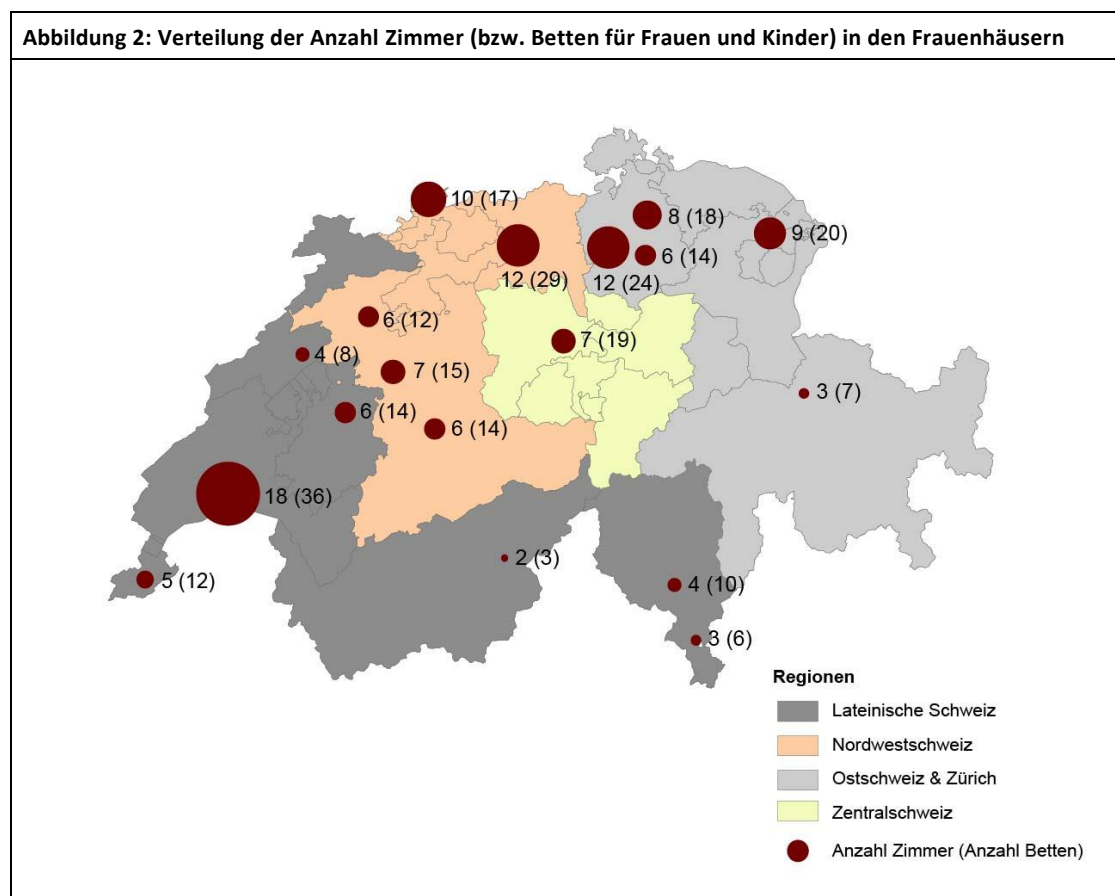 Abbildung 2: Verteilung der Anzahl Zimmer (bzw. Betten für Frauen und Kinder) in den Frauenhäusern
10 (17)
8 (18)
9 (20)
6 (14)
12 (29)
12 (24)
6 (12)
7 (19)
4 (8)
7 (15)
3 (7)
6 (14)
6 (14)
18 (36)
2 (3)
5 (12)
4 (10)
3 (6)
Regionen
Lateinische Schweiz
Nordwestschweiz
Ostschweiz & Zürich
Zentralschweiz
Anzahl Zimmer (Anzahl Betten)